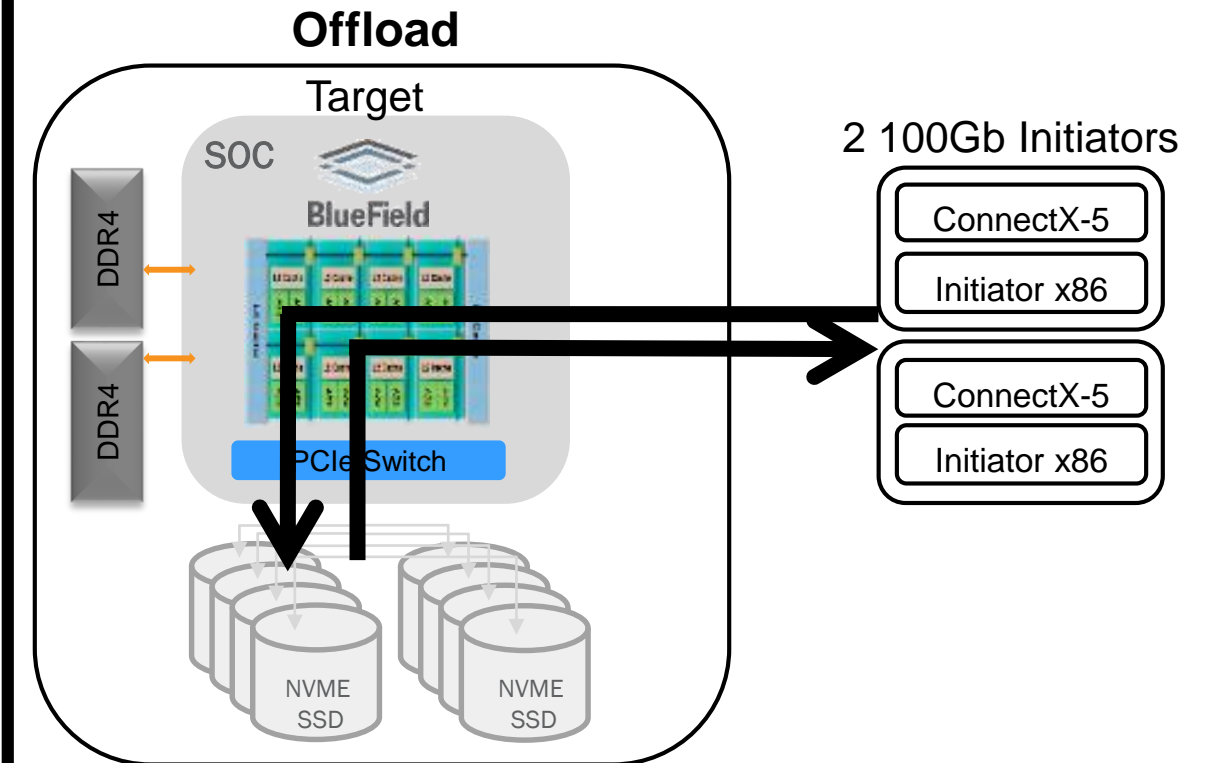 Offload
Target
SOC
BlueField
DDR4
DDR4
PCIe Switch
NVME
SSD
NVME
SSD
2 100Gb Initiators
ConnectX-5
Initiator x86
ConnectX-5
Initiator x86